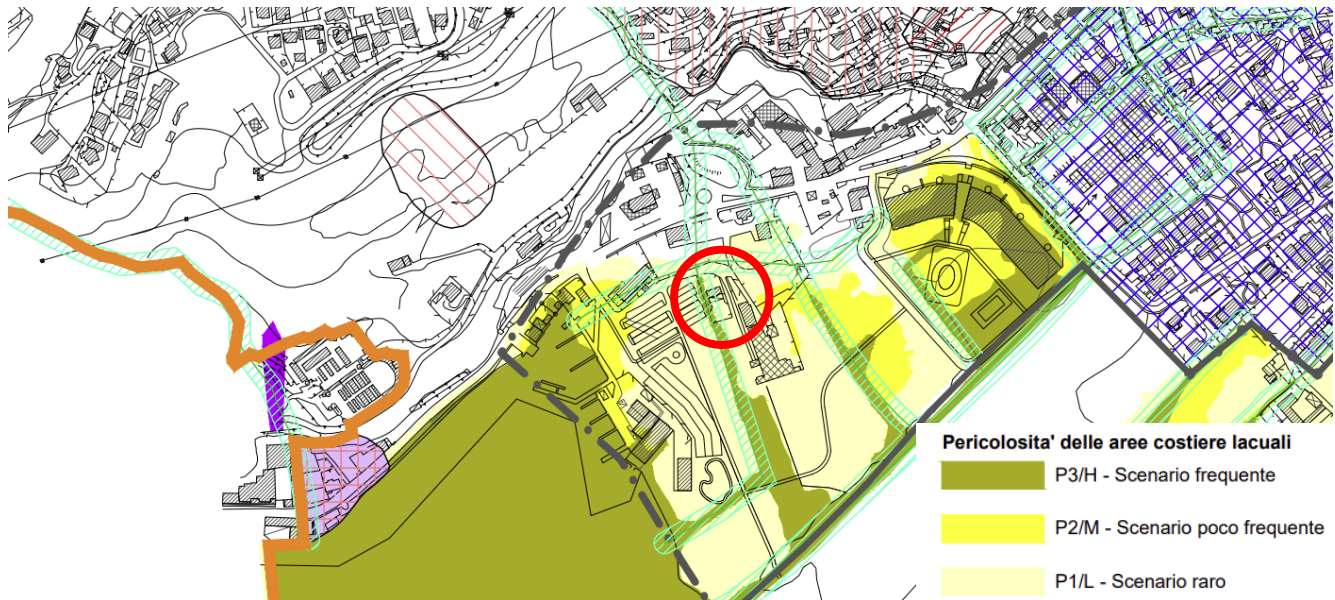 Pericolosita' delle aree costiere lacuali
P3/H - Scenario frequente
P2/M - Scenario poco frequente
P1/L - Scenario raro